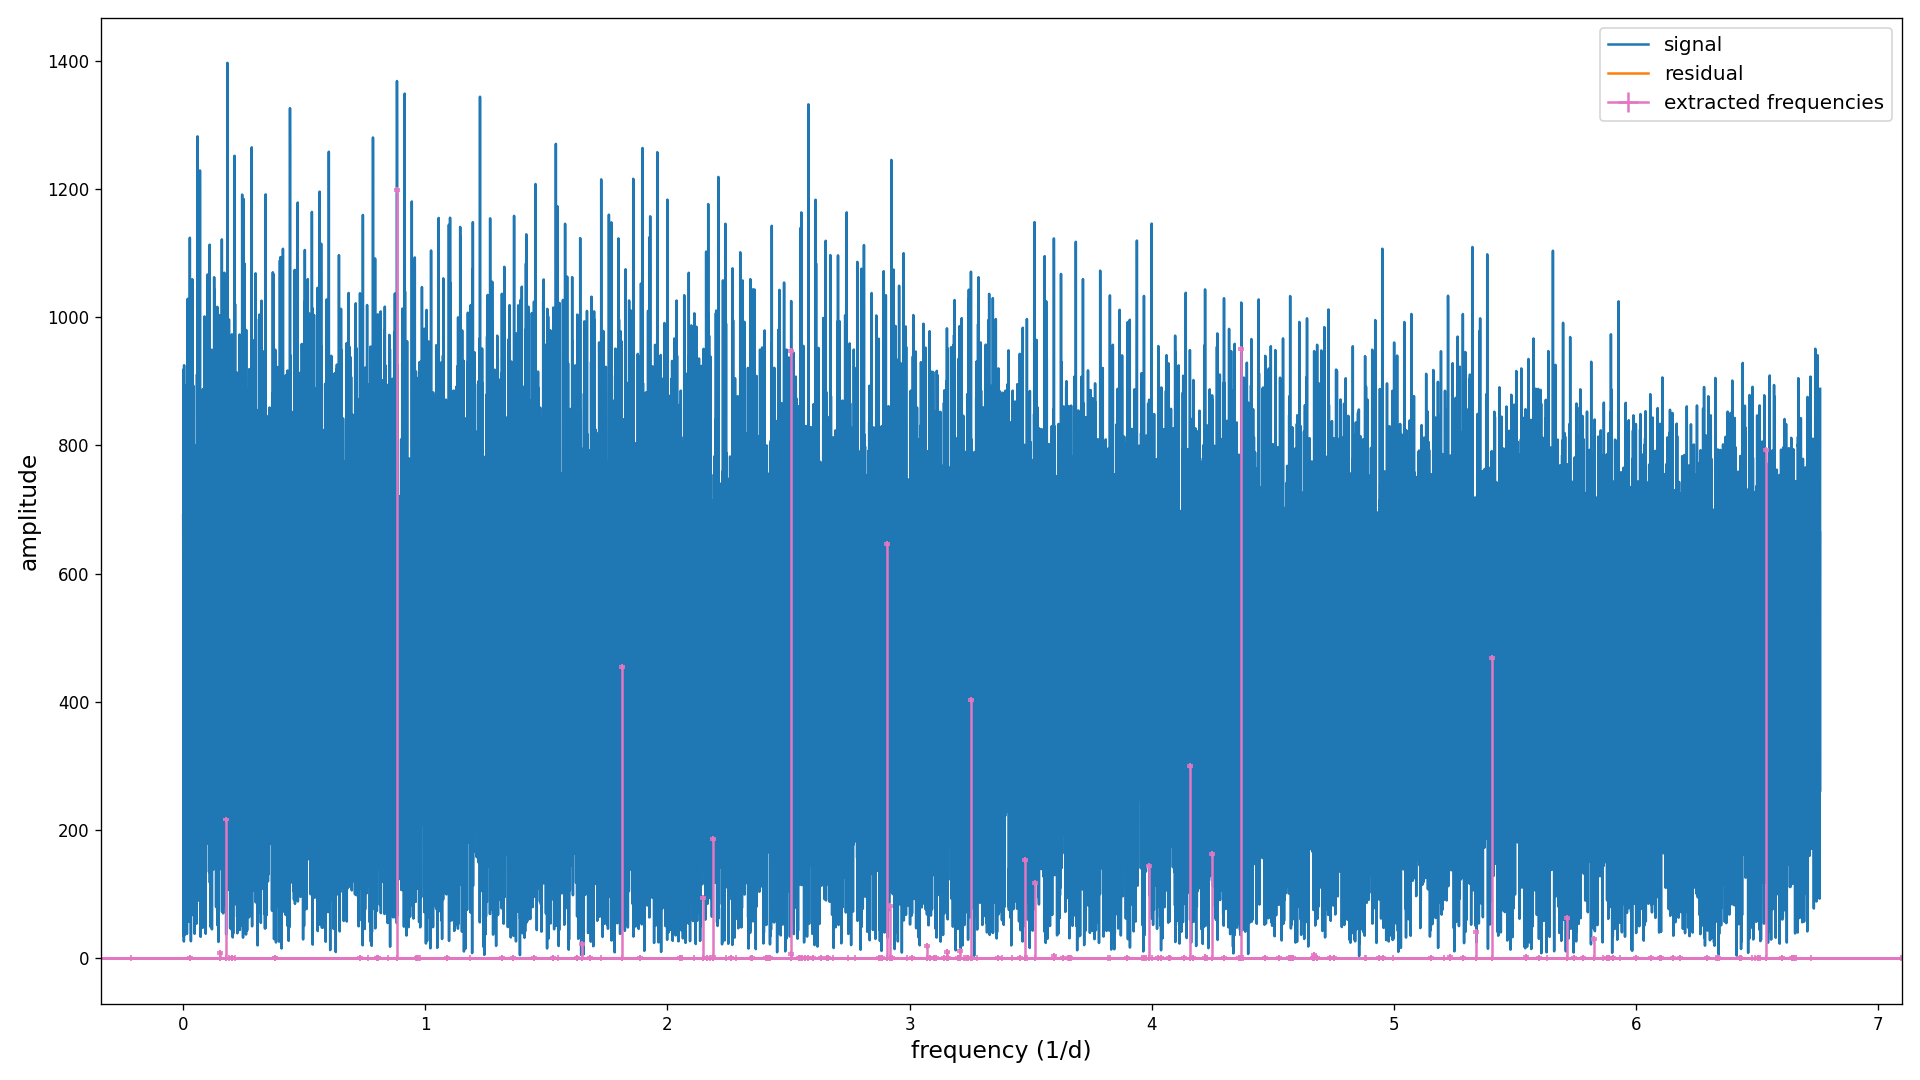 signal
residual
extracted frequencies
1400
1200
1000
800
600
400
200
0
amplitude
0 1 2 3 4 5 6 7
frequency (1/d)